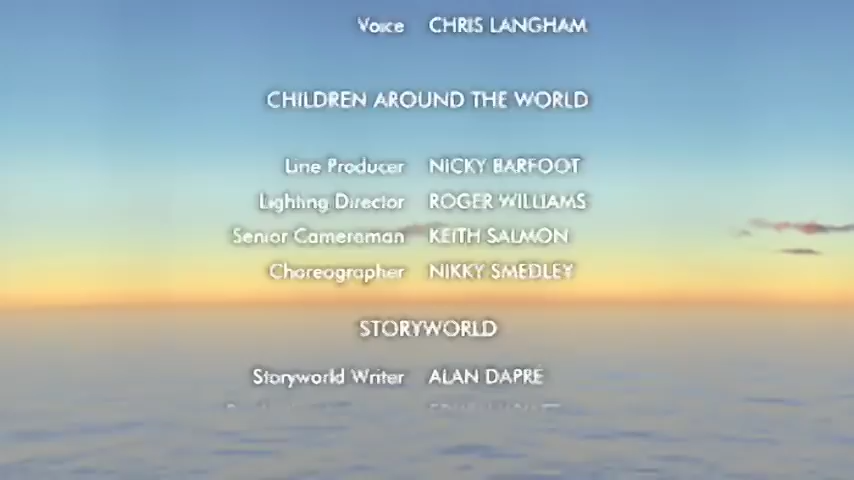 Voice CHRIS LANGHAM
CHILDREN AROUND THE WORLD
Line Producer NICKY BARFOOT
Lighting Director ROGER WILLIAMS
Senior Cameraman KEITH SALMON
Choreographer NIKKY SMEDLEY
STORYWORLD
Storyworld Writer ALAN DAPRÉ